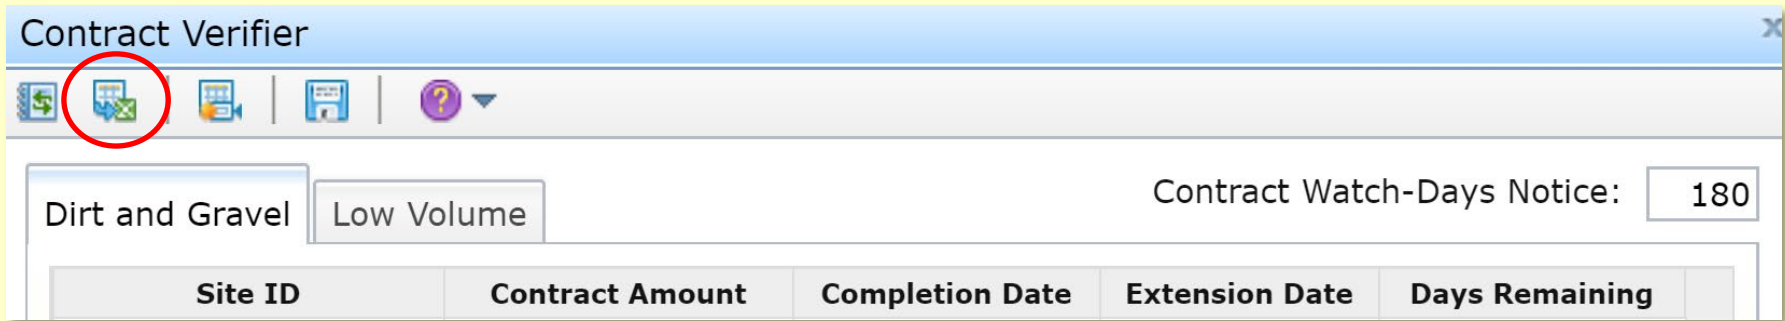 Contract Verifier
Contract Watch-Days Notice: 180
Dirt and Gravel Low Volume
Site ID Contract Amount Completion Date Extension Date Days Remaining